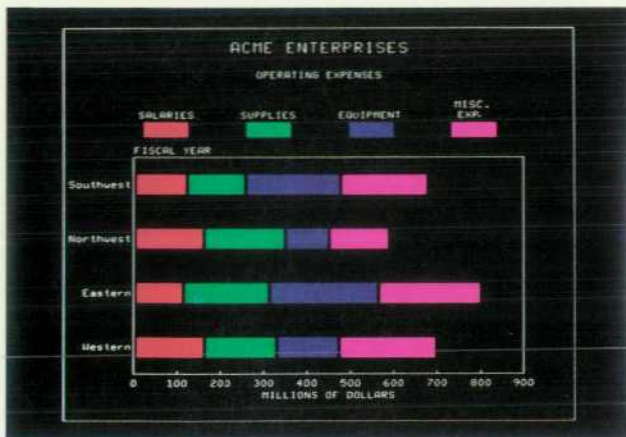 ACME ENTERPRISES
OPERATING EXPENSES
SALARIES SUPPLIES EQUIPMENT MISC. EXP.
FISCAL YEAR
Southwest
Northwest
Eastern
Western
0 100 200 300 400 500 600 700 800 900
MILLIONS OF DOLLARS